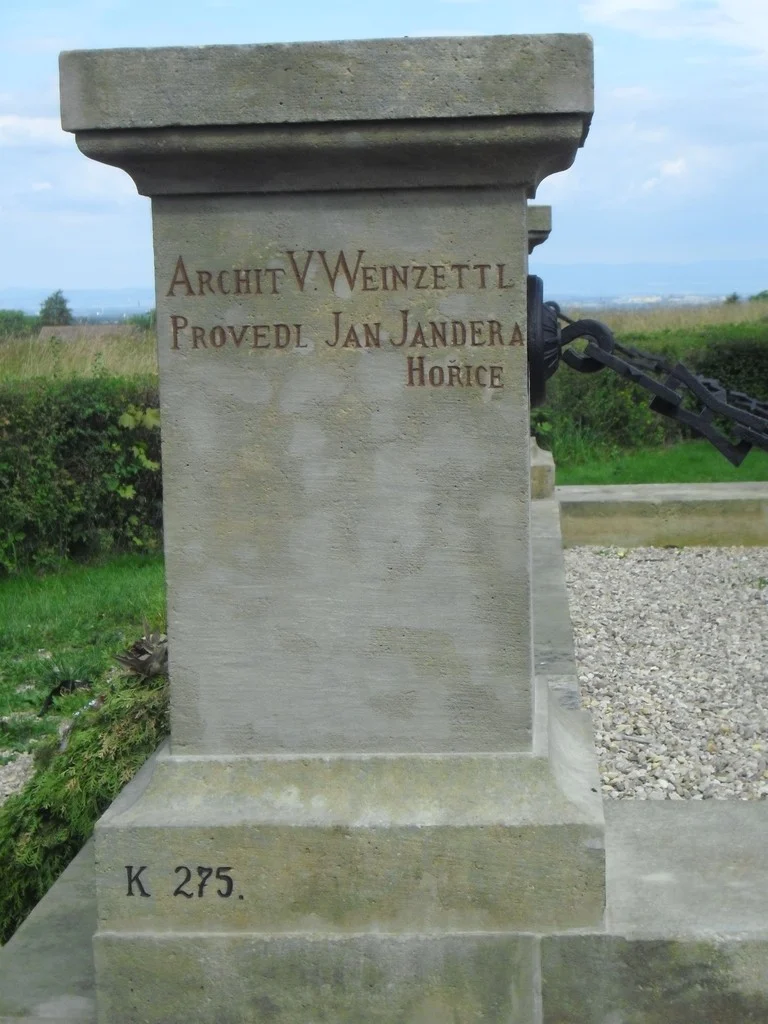 ARCHIT V. WEINZETTL
PROVEDL JAN JANDERA
HOŘICE
K 275.